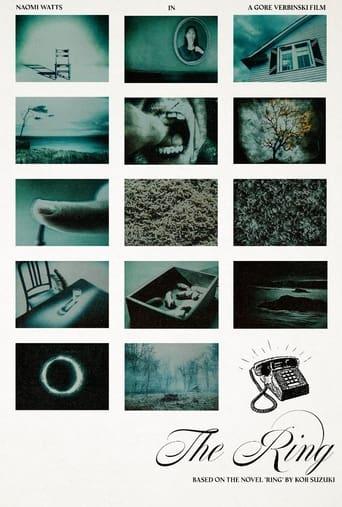 NAOMI WATTS IN A GORE VERBINSKI FILM
The Ring
BASED ON THE NOVEL 'RING' BY KOJI SUZUKI